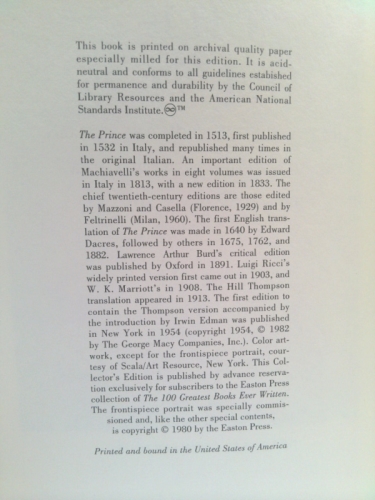 This book is printed on archival quality paper
especially milled for this edition. It is acid-
neutral and conforms to all guidelines estabished
for permanence and durability by the Council of
Library Resources and the American National
Standards Institute.♾™
The Prince was completed in 1513, first published
in 1532 in Italy, and republished many times in
the original Italian. An important edition of
Machiavelli's works in eight volumes was issued
in Italy in 1813, with a new edition in 1833. The
chief twentieth-century editions are those edited
by Mazzoni and Casella (Florence, 1929) and by
Feltrinelli (Milan, 1960). The first English trans-
lation of The Prince was made in 1640 by Edward
Dacres, followed by others in 1675, 1762, and
1882. Lawrence Arthur Burd's critical edition
was published by Oxford in 1891. Luigi Ricci's
widely printed version first came out in 1903, and
W. K. Marriott's in 1908. The Hill Thompson
translation appeared in 1913. The first edition to
contain the Thompson version accompanied by
the introduction by Irwin Edman was published
in New York in 1954 (copyright 1954, © 1982
by The George Macy Companies, Inc.). Color art-
work, except for the frontispiece portrait, cour-
tesy of Scala/Art Resource, New York. This Col-
lector's Edition is published by advance reserva-
tion exclusively for subscribers to the Easton Press
collection of The 100 Greatest Books Ever Written.
The frontispiece portrait was specially commis-
sioned and, like the other special contents,
is copyright © 1980 by the Easton Press.
Printed and bound in the United States of America